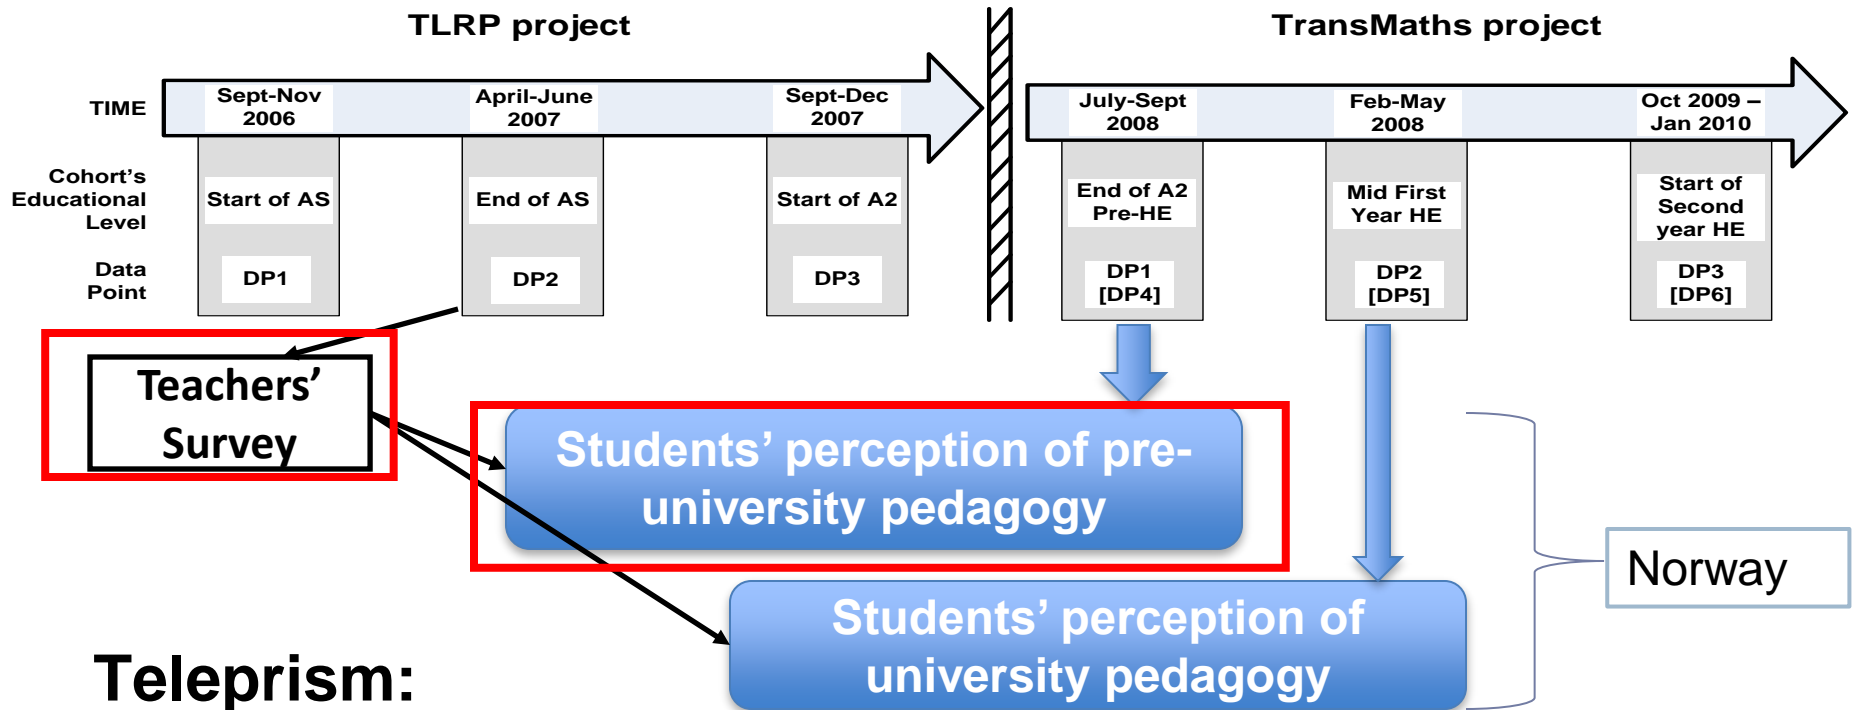 TLRP project
TransMaths project
TIME
Sept-Nov
2006
April-June
2007
Sept-Dec
2007
July-Sept
2008
Feb-May
2008
Oct 2009 –
Jan 2010
Cohort's
Educational
Level
Start of AS
End of AS
Start of A2
End of A2
Pre-HE
Mid First
Year HE
Start of
Second
year HE
Data
Point
DP1
DP2
DP3
DP1
[DP4]
DP2
[DP5]
DP3
[DP6]
Teachers’
Survey
Students’ perception of pre-
university pedagogy
Norway
Students’ perception of
university pedagogy
Teleprism: